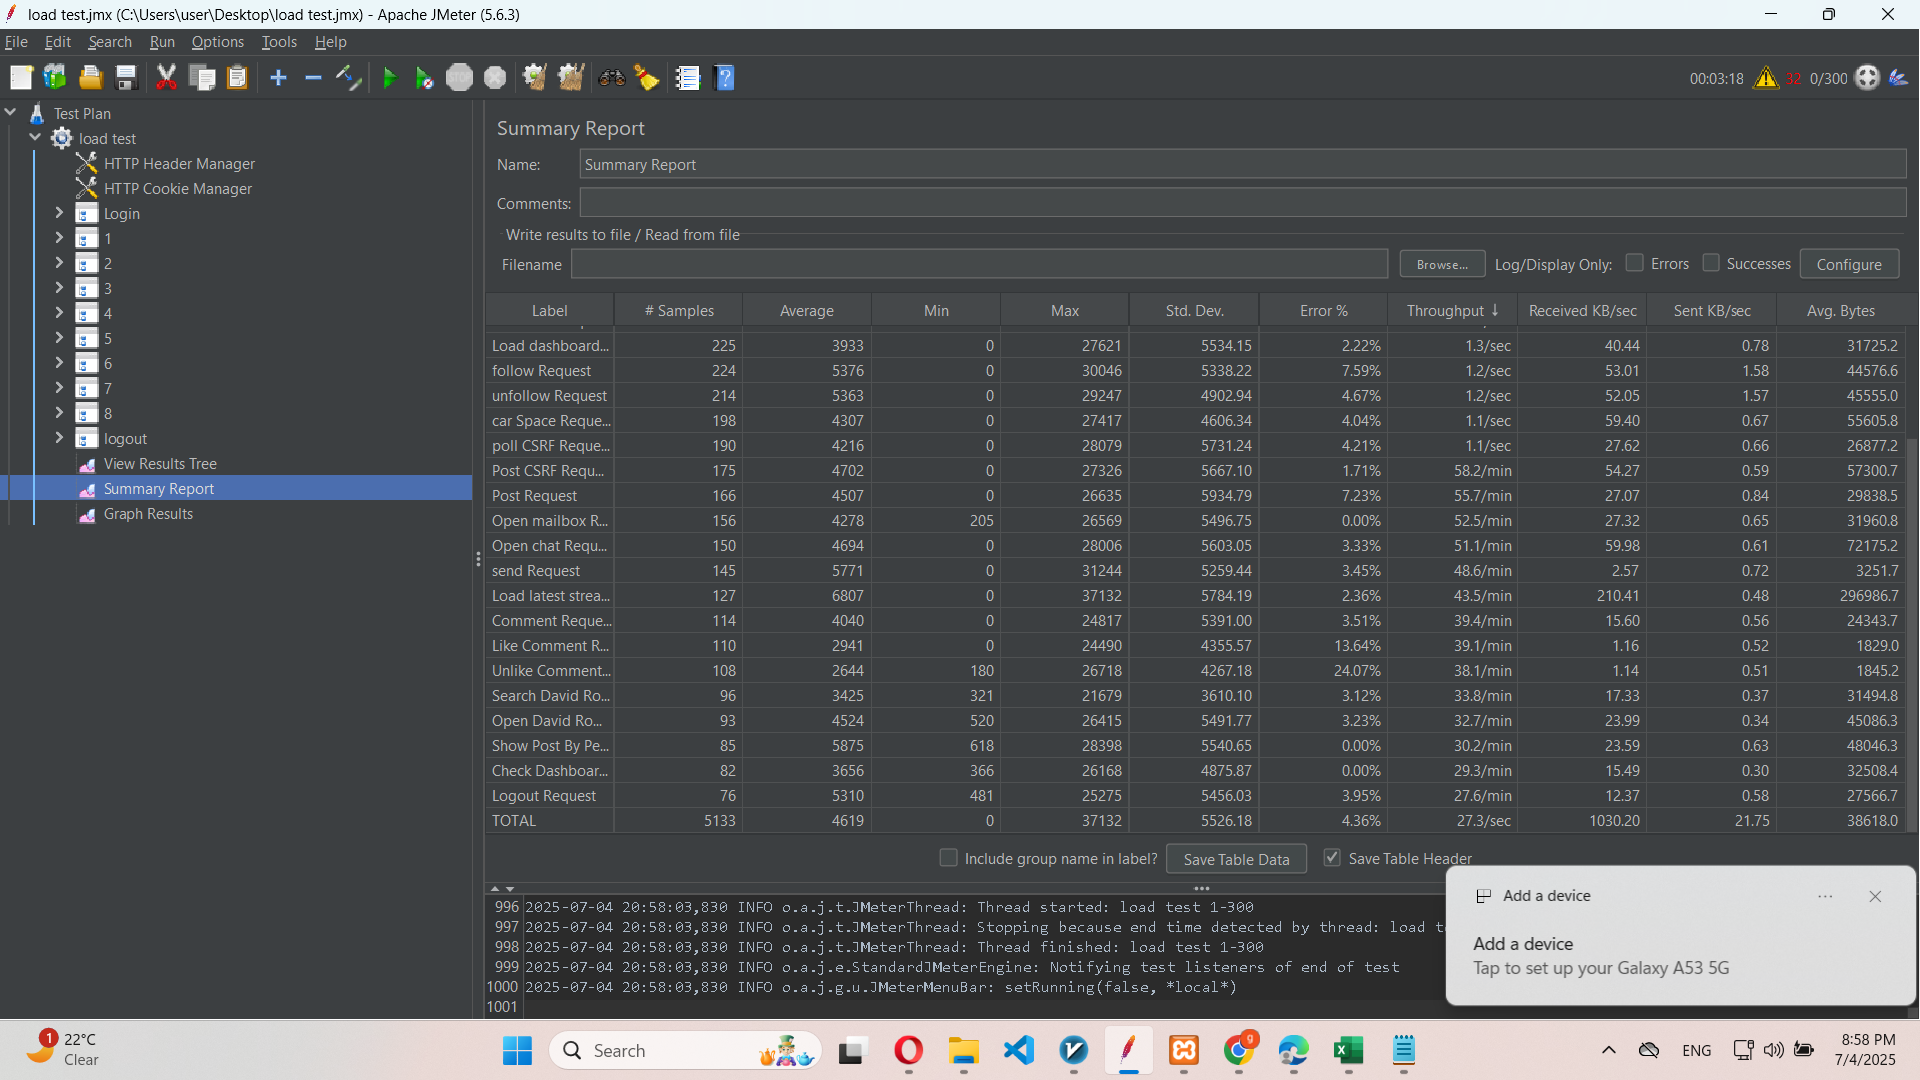 load test.jmx (C:\Users\user\Desktop\load test.jmx) - Apache JMeter (5.6.3)
File Edit Search Run Options Tools Help
STOP
00:03:18 32 0/300
Test Plan
load test
HTTP Header Manager
HTTP Cookie Manager
Login
1
2
3
4
5
6
7
8
logout
View Results Tree
Summary Report
Graph Results
Summary Report
Name: Summary Report
Comments:
Write results to file / Read from file
Filename Browse... Log/Display Only: Errors Successes Configure
Label # Samples Average Min Max Std. Dev. Error % Throughput ↓ Received KB/sec Sent KB/sec Avg. Bytes
Load dashboard... 225 3933 0 27621 5534.15 2.22% 1.3/sec 40.44 0.78 31725.2
follow Request 224 5376 0 30046 5338.22 7.59% 1.2/sec 53.01 1.58 44576.6
unfollow Request 214 5363 0 29247 4902.94 4.67% 1.2/sec 52.05 1.57 45555.0
car Space Reque... 198 4307 0 27417 4606.34 4.04% 1.1/sec 59.40 0.67 55605.8
poll CSRF Reque... 190 4216 0 28079 5731.24 4.21% 1.1/sec 27.62 0.66 26877.2
Post CSRF Requ... 175 4702 0 27326 5667.10 1.71% 58.2/min 54.27 0.59 57300.7
Post Request 166 4507 0 26635 5934.79 7.23% 55.7/min 27.07 0.84 29838.5
Open mailbox R... 156 4278 205 26569 5496.75 0.00% 52.5/min 27.32 0.65 31960.8
Open chat Requ... 150 4694 0 28006 5603.05 3.33% 51.1/min 59.98 0.61 72175.2
send Request 145 5771 0 31244 5259.44 3.45% 48.6/min 2.57 0.72 3251.7
Load latest strea... 127 6807 0 37132 5784.19 2.36% 43.5/min 210.41 0.48 296986.7
Comment Reque... 114 4040 0 24817 5391.00 3.51% 39.4/min 15.60 0.56 24343.7
Like Comment R... 110 2941 0 24490 4355.57 13.64% 39.1/min 1.16 0.52 1829.0
Unlike Comment... 108 2644 180 26718 4267.18 24.07% 38.1/min 1.14 0.51 1845.2
Search David Ro... 96 3425 321 21679 3610.10 3.12% 33.8/min 17.33 0.37 31494.8
Open David Ro... 93 4524 520 26415 5491.77 3.23% 32.7/min 23.99 0.34 45086.3
Show Post By Pe... 85 5875 618 28398 5540.65 0.00% 30.2/min 23.59 0.63 48046.3
Check Dashboar... 82 3656 366 26168 4875.87 0.00% 29.3/min 15.49 0.30 32508.4
Logout Request 76 5310 481 25275 5456.03 3.95% 27.6/min 12.37 0.58 27566.7
TOTAL 5133 4619 0 37132 5526.18 4.36% 27.3/sec 1030.20 21.75 38618.0
Include group name in label? Save Table Data Save Table Header
996 2025-07-04 20:58:03,830 INFO o.a.j.t.JMeterThread: Thread started: load test 1-300
997 2025-07-04 20:58:03,830 INFO o.a.j.t.JMeterThread: Stopping because end time detected by thread: load
998 2025-07-04 20:58:03,830 INFO o.a.j.t.JMeterThread: Thread finished: load test 1-300
999 2025-07-04 20:58:03,830 INFO o.a.j.e.StandardJMeterEngine: Notifying test listeners of end of test
1000 2025-07-04 20:58:03,830 INFO o.a.j.g.u.JMeterMenuBar: setRunning(false, *local*)
1001
Add a device
Add a device
Tap to set up your Galaxy A53 5G
1
22°C
Clear
Search
g
ENG
8:58 PM
7/4/2025